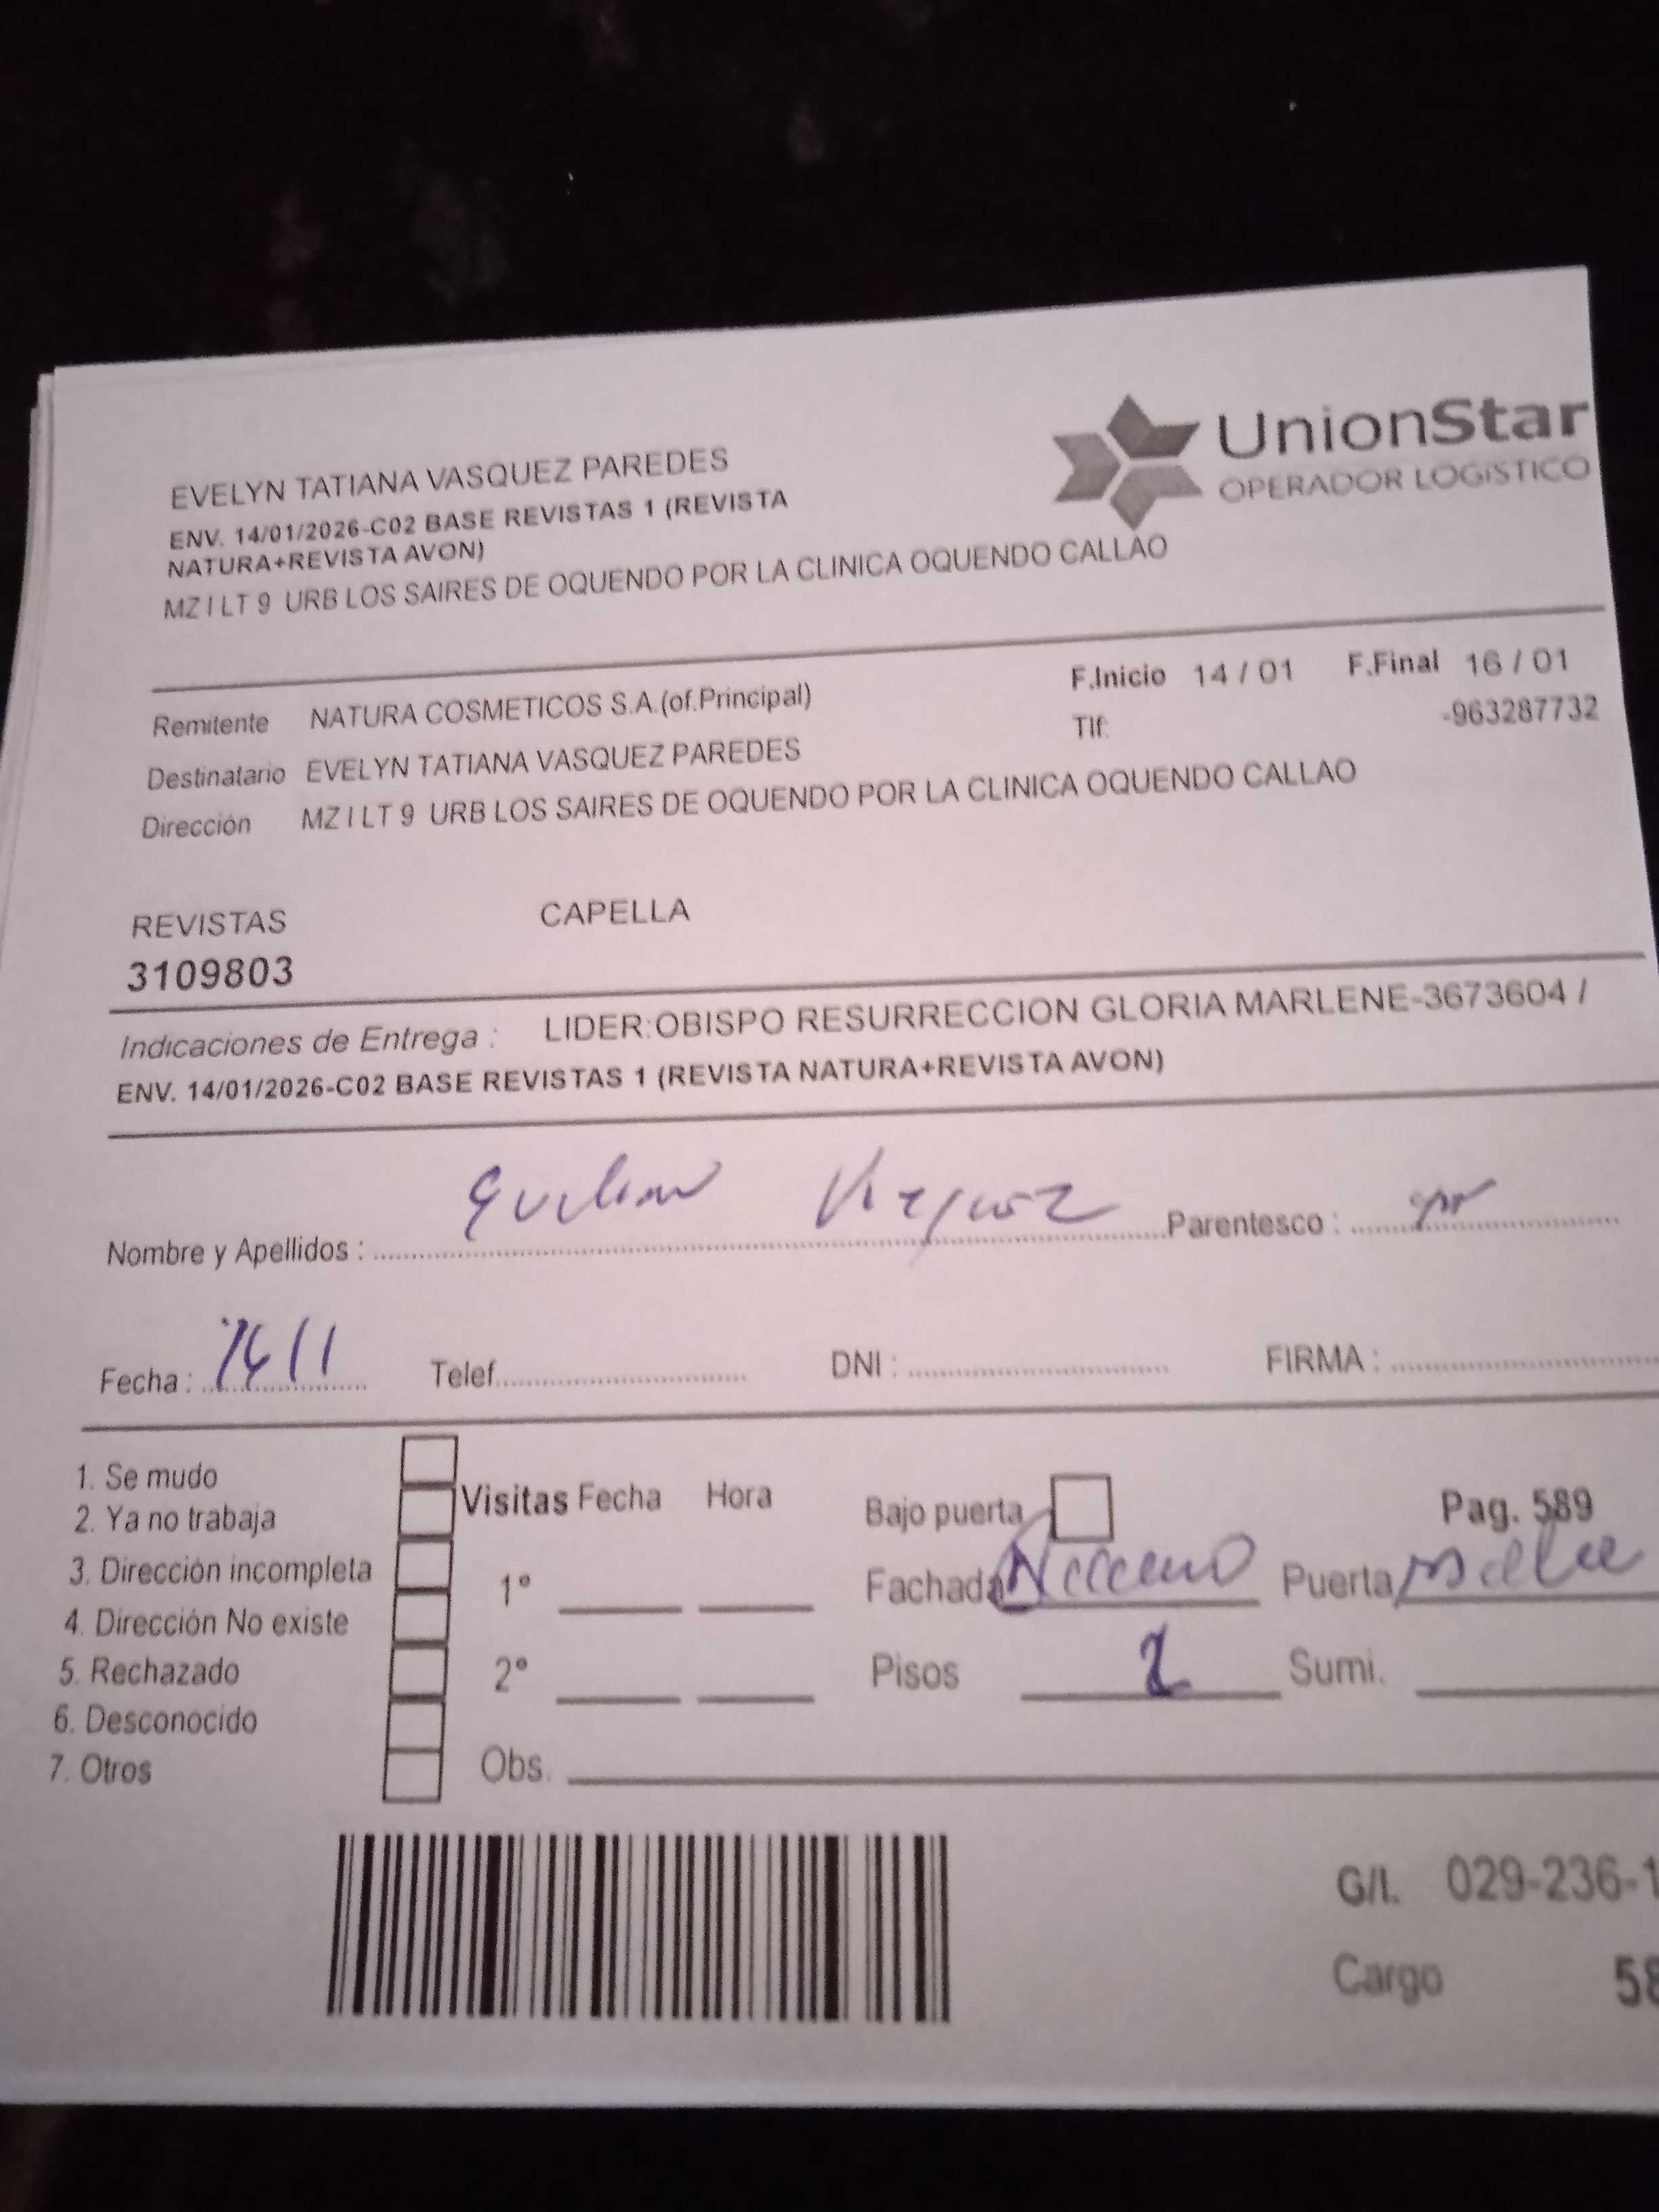 UnionStar
OPERADOR LOGíSTICO
EVELYN TATIANA VASQUEZ PAREDES
ENV. 14/01/2026-C02 BASE REVISTAS 1 (REVISTA
NATURA+REVISTA AVON)
MZ I LT 9 URB LOS SAIRES DE OQUENDO POR LA CLINICA OQUENDO CALLAO
Remitente NATURA COSMETICOS S.A.(of.Principal) F.Inicio 14 / 01 F.Final 16 / 01
Destinatario EVELYN TATIANA VASQUEZ PAREDES Tlf: -963287732
Dirección MZ I LT 9 URB LOS SAIRES DE OQUENDO POR LA CLINICA OQUENDO CALLAO
REVISTAS CAPELLA
3109803
Indicaciones de Entrega : LIDER:OBISPO RESURRECCION GLORIA MARLENE-3673604 /
ENV. 14/01/2026-C02 BASE REVISTAS 1 (REVISTA NATURA+REVISTA AVON)
Nombre y Apellidos : Parentesco :
Fecha : Telef. DNI : FIRMA :
1. Se mudo
2. Ya no trabaja
3. Dirección incompleta
4. Dirección No existe
5. Rechazado
6. Desconocido
7. Otros
Visitas Fecha Hora
1°
2°
Obs.
Bajo puerta Pag. 589
Fachada Puerta
Pisos 2 Sumi.
G/I. 029-236-1
Cargo 58